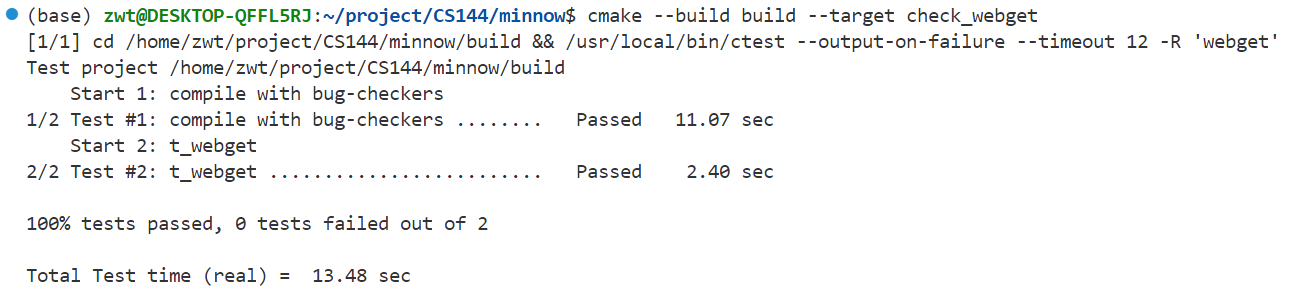 (base) zwt@DESKTOP-QFFL5RJ:~/project/CS144/minnow$ cmake --build build --target check_webget
[1/1] cd /home/zwt/project/CS144/minnow/build && /usr/local/bin/ctest --output-on-failure --timeout 12 -R 'webget'
Test project /home/zwt/project/CS144/minnow/build
    Start 1: compile with bug-checkers
1/2 Test #1: compile with bug-checkers ........   Passed   11.07 sec
    Start 2: t_webget
2/2 Test #2: t_webget .........................   Passed    2.40 sec

100% tests passed, 0 tests failed out of 2

Total Test time (real) =  13.48 sec